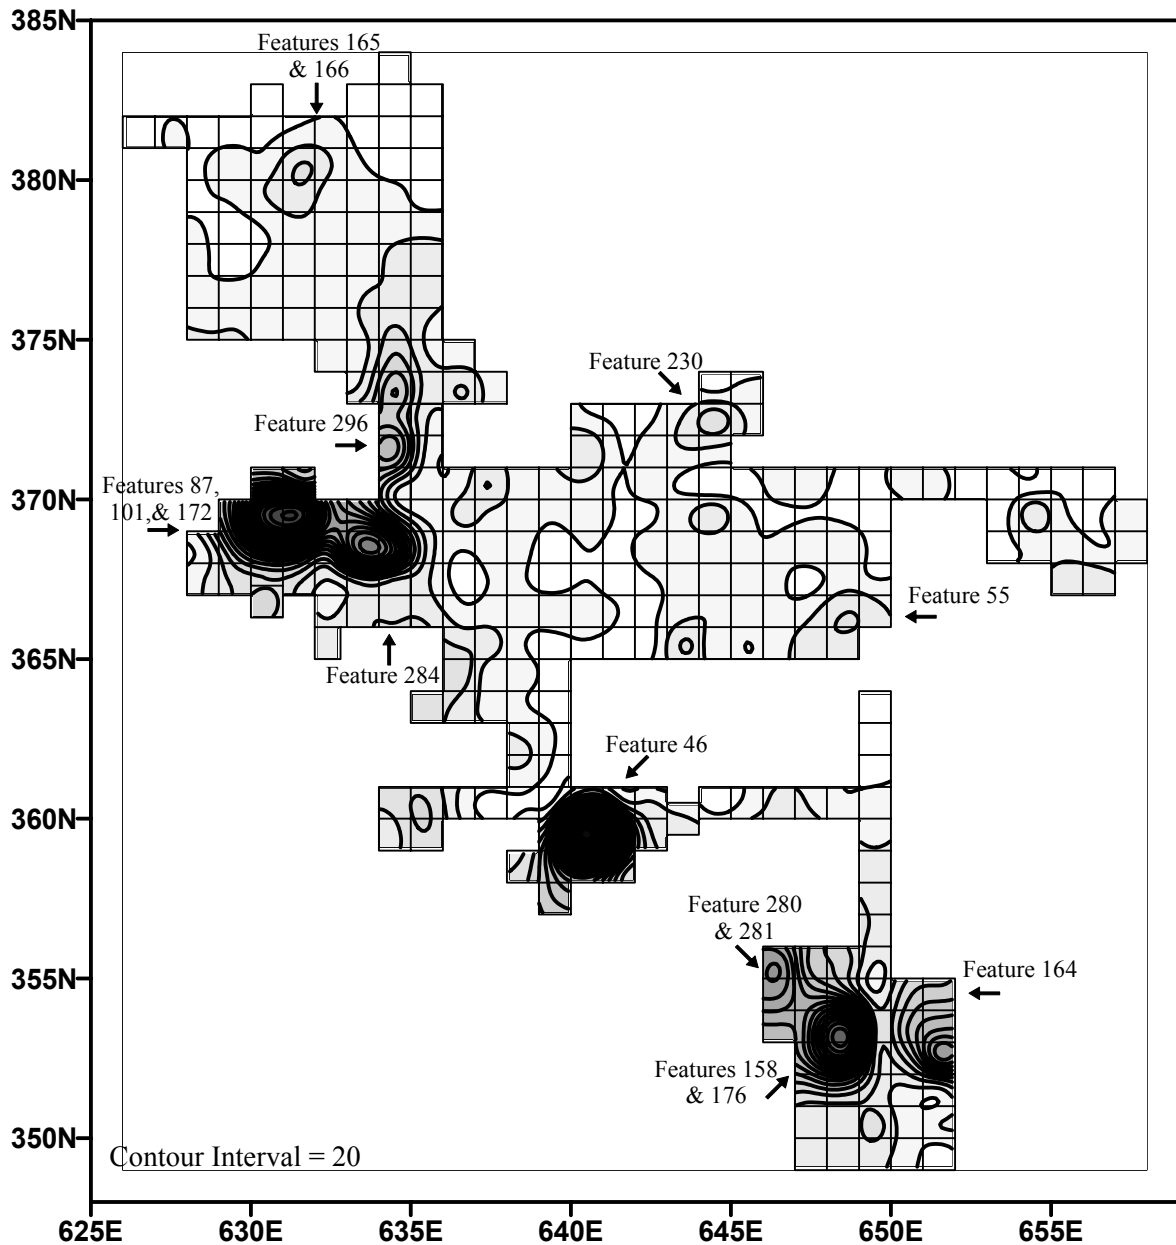 385N
Features 165
& 166
380N
375N
Feature 230
Feature 296
Features 87,
101,& 172
370N
Feature 55
365N
Feature 284
Feature 46
360N
Feature 280
& 281
Feature 164
355N
Features 158
& 176
350N
Contour Interval = 20
625E 630E 635E 640E 645E 650E 655E